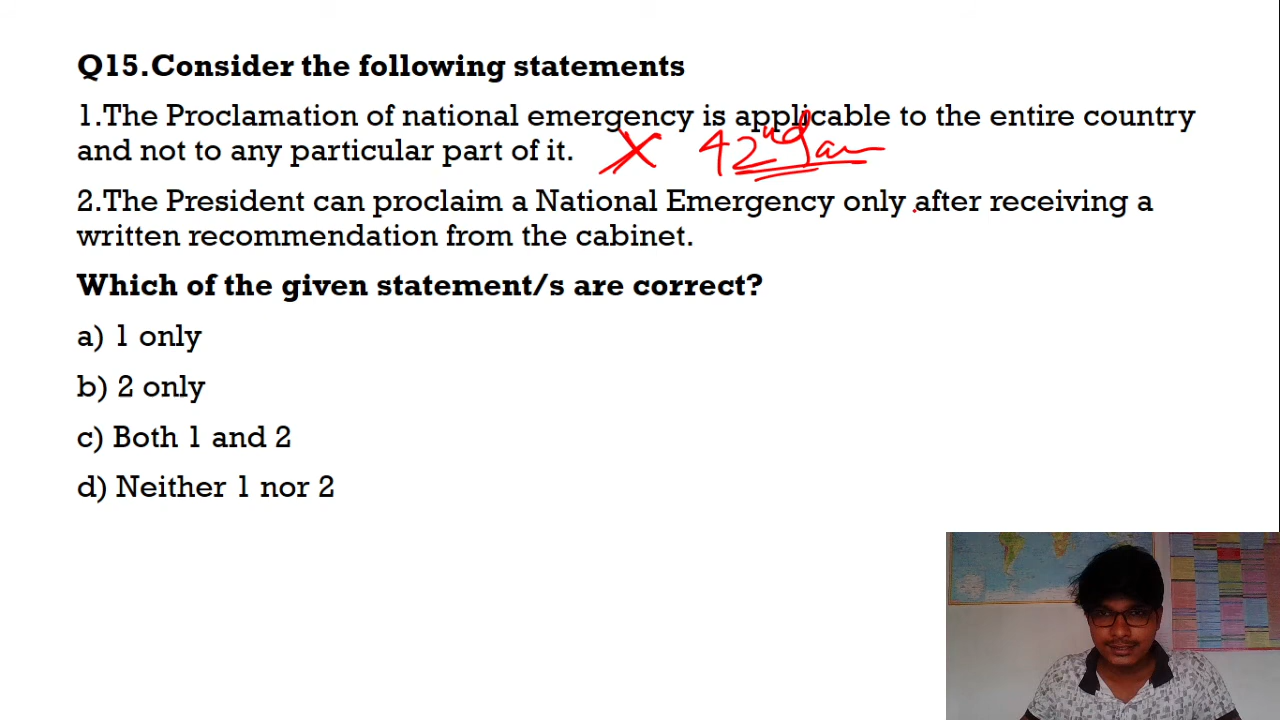 Q15.Consider the following statements
1.The Proclamation of national emergency is applicable to the entire country
and not to any particular part of it. X 42nd
2.The President can proclaim a National Emergency only after receiving a
written recommendation from the cabinet.
Which of the given statement/s are correct?
a) 1 only
b) 2 only
c) Both 1 and 2
d) Neither 1 nor 2